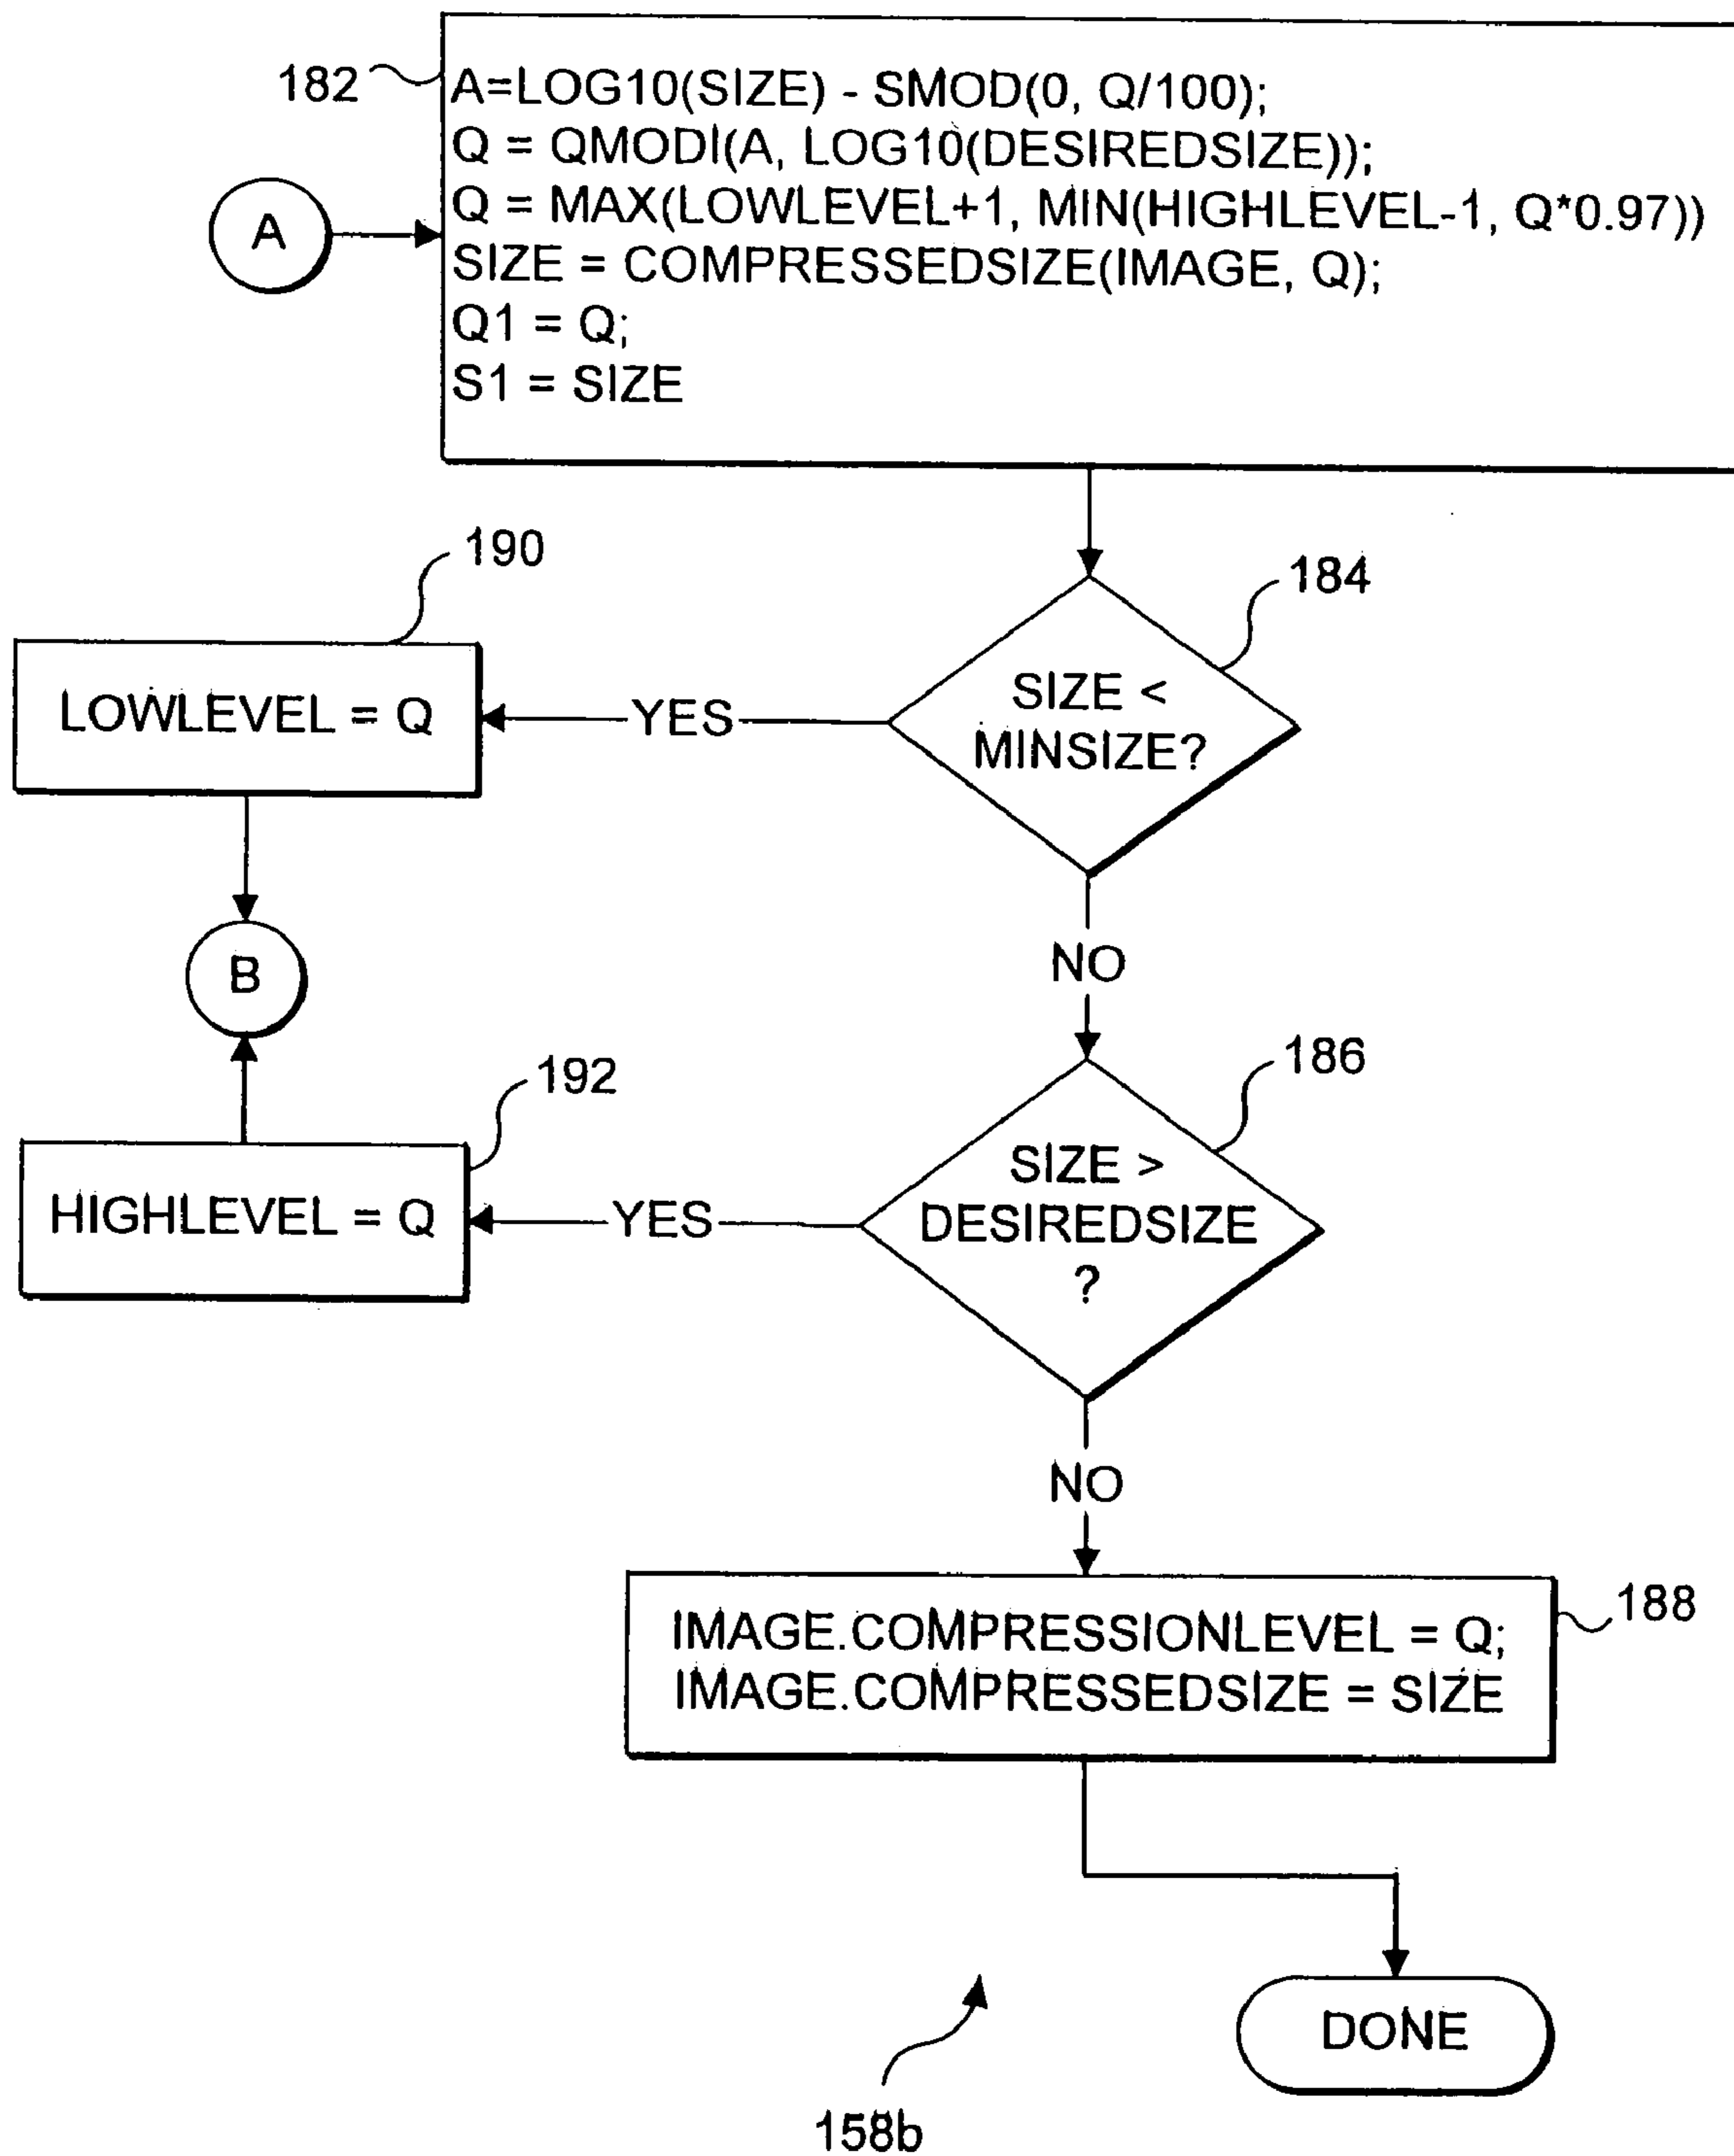 182
A=LOG10(SIZE) - SMOD(0, Q/100);
Q = QMODI(A, LOG10(DESIREDSIZE));
Q = MAX(LOWLEVEL+1, MIN(HIGHLEVEL-1, Q*0.97))
SIZE = COMPRESSEDSIZE(IMAGE, Q);
Q1 = Q;
S1 = SIZE
A
190
184
LOWLEVEL = Q
YES
SIZE <
MINSIZE?
B
NO
192
186
HIGHLEVEL = Q
YES
SIZE >
DESIREDSIZE
?
NO
188
IMAGE.COMPRESSIONLEVEL = Q;
IMAGE.COMPRESSEDSIZE = SIZE
DONE
158b